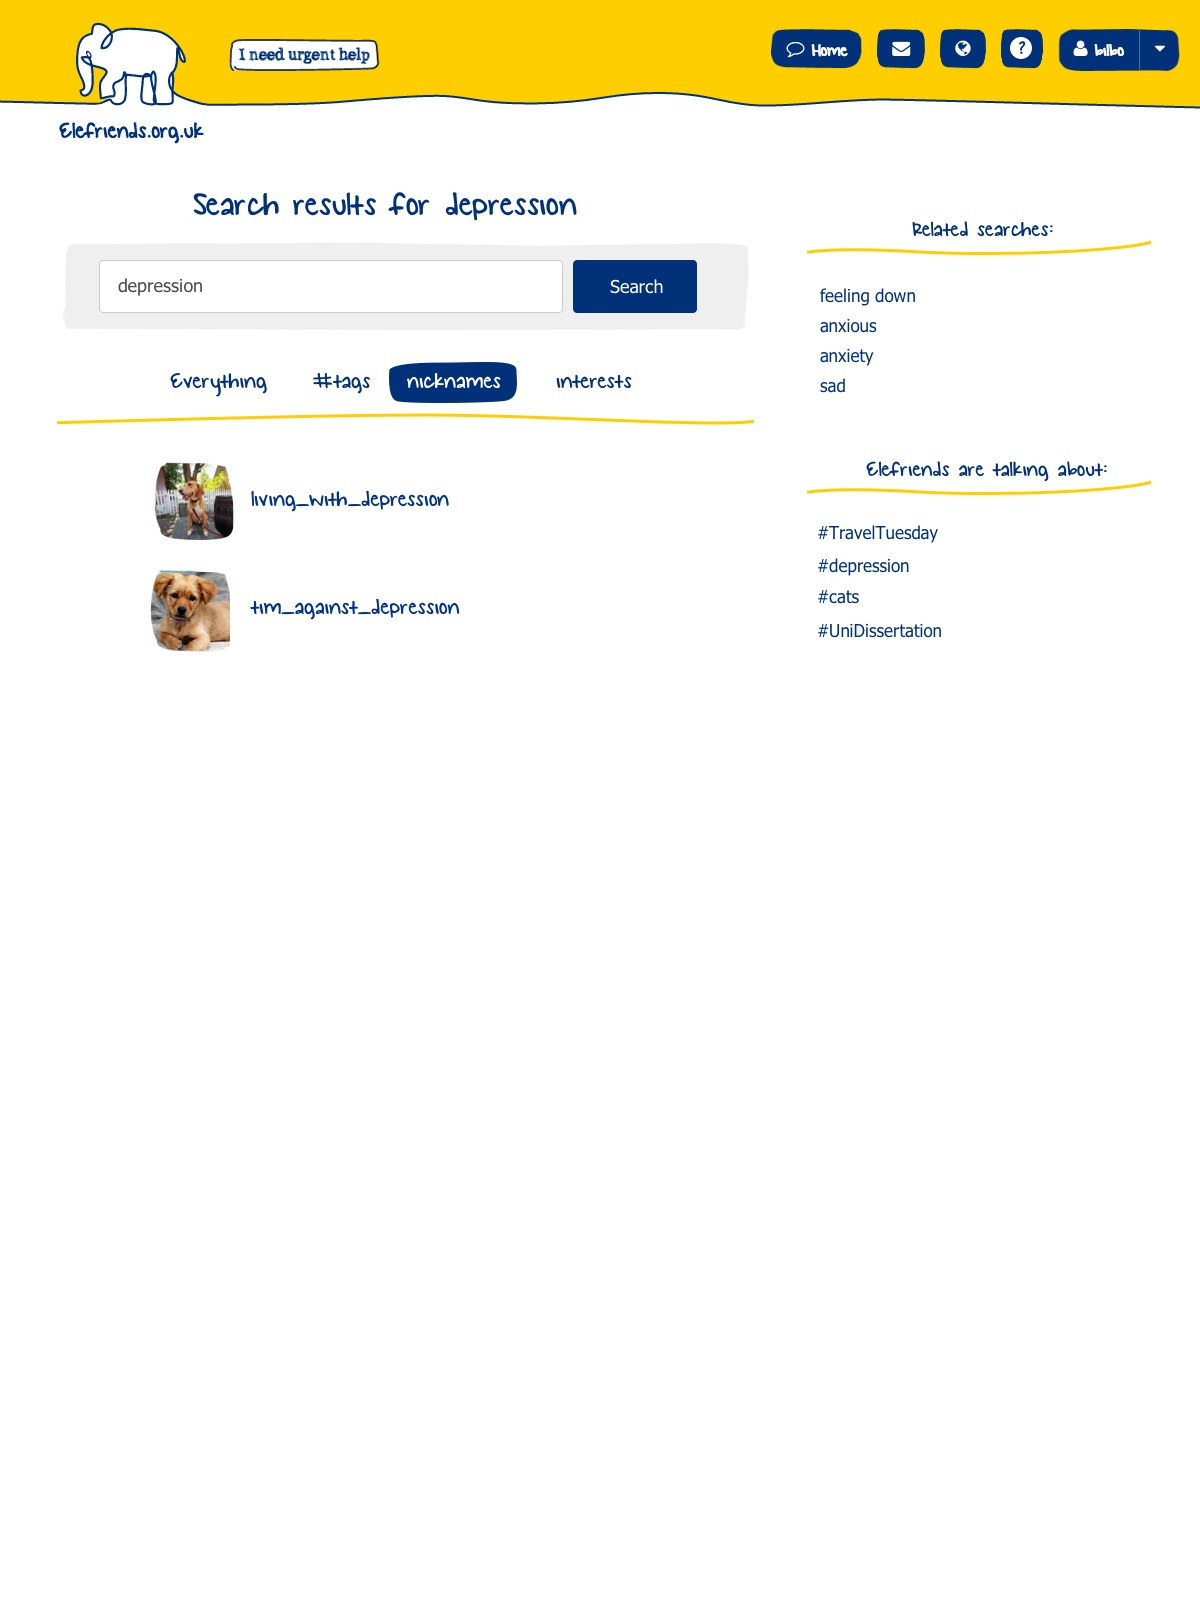 I need urgent help
Home
?
bilbo
Elefriends.org.uk
Search results for depression
depression
Search
Everything
#tags
nicknames
interests
living_with_depression
tim_against_depression
Related searches:
feeling down
anxious
anxiety
sad
Elefriends are talking about:
#TravelTuesday
#depression
#cats
#UniDissertation